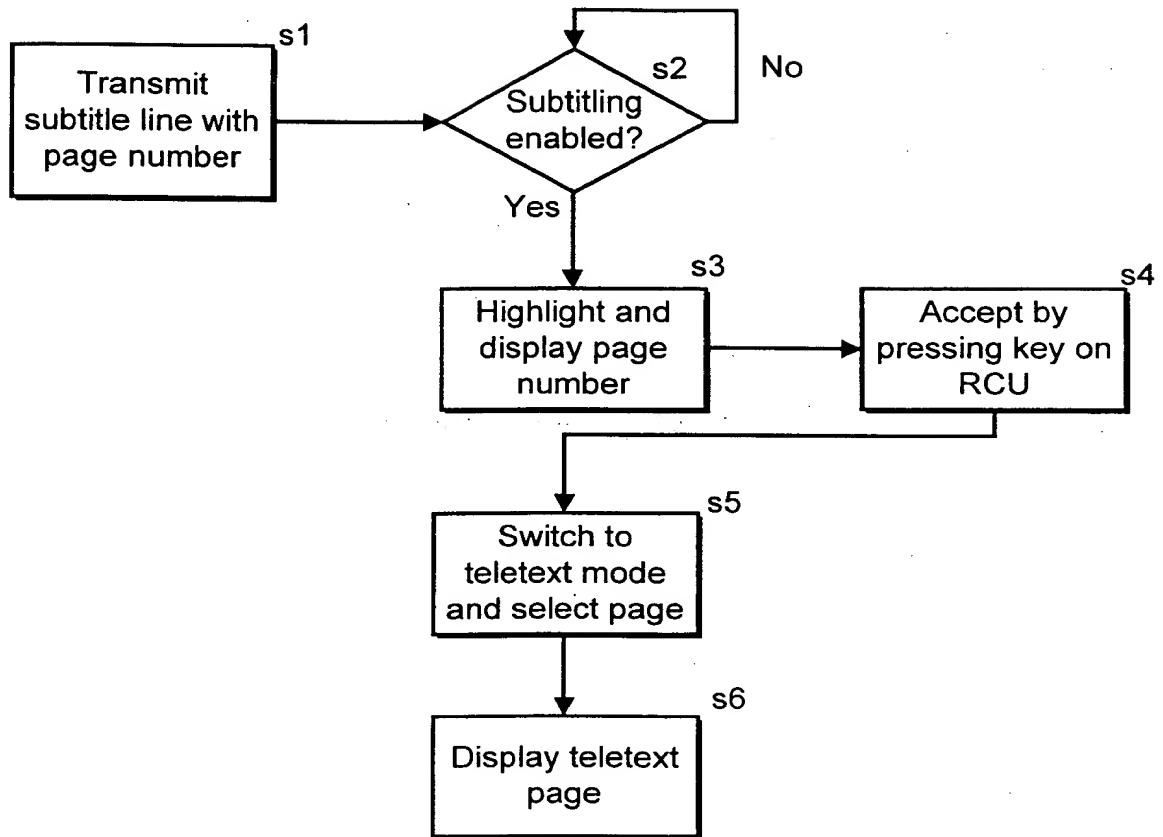 s1
Transmit
subtitle line with
page number
s2
Subtitling
enabled?
No
Yes
s3
Highlight and
display page
number
s4
Accept by
pressing key on
RCU
s5
Switch to
teletext mode
and select page
s6
Display teletext
page